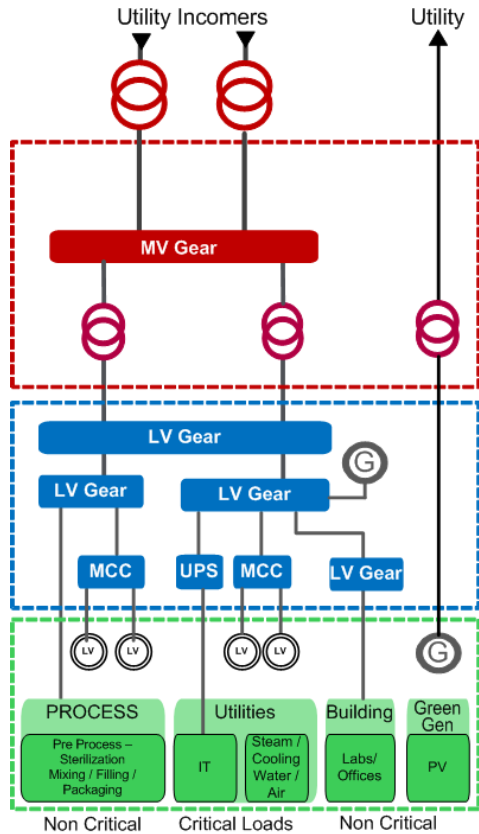 Utility Incomers
Utility
MV Gear
LV Gear
LV Gear
LV Gear
G
MCC
UPS
MCC
LV Gear
LV
LV
LV
LV
G
PROCESS
Utilities
Building
Green
Gen
Pre Process –
Sterilization
Mixing / Filling /
Packaging
IT
Steam /
Cooling
Water /
Air
Labs/
Offices
PV
Non Critical
Critical Loads
Non Critical